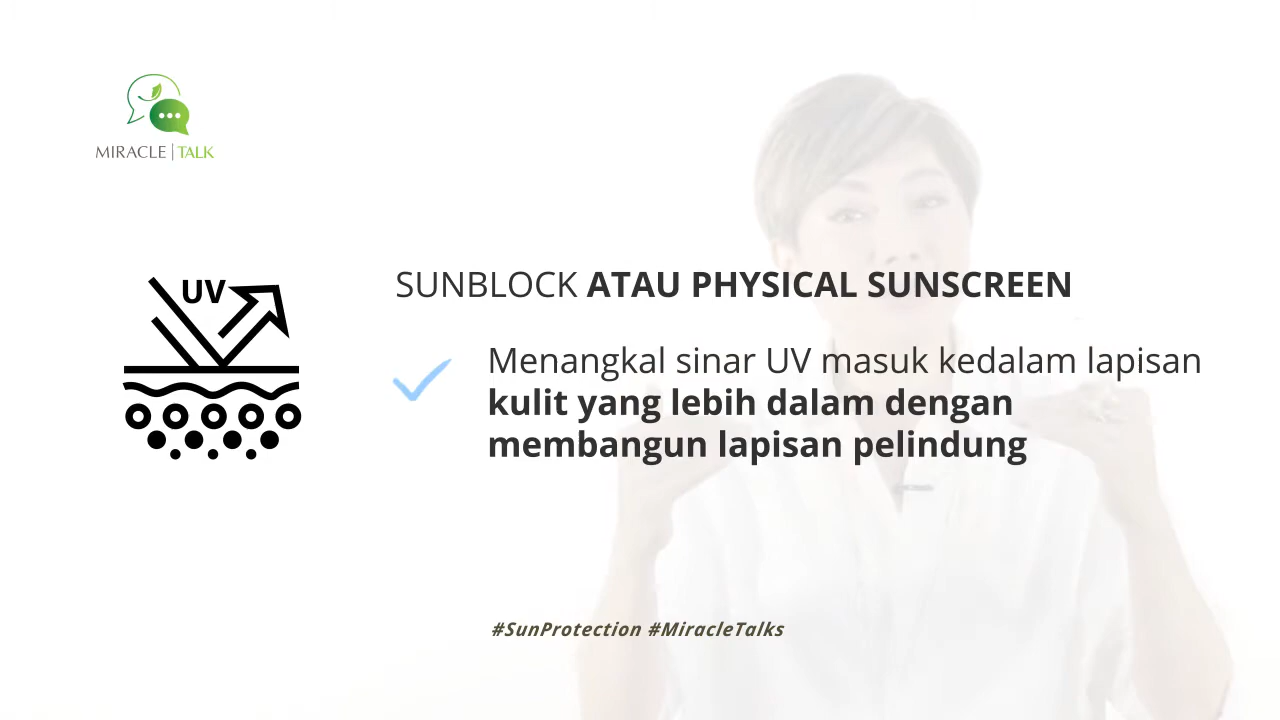 MIRACLE | TALK
UV
SUNBLOCK ATAU PHYSICAL SUNSCREEN
Menangkal sinar UV masuk kedalam lapisan
kulit yang lebih dalam dengan
membangun lapisan pelindung
#SunProtection #MiracleTalks